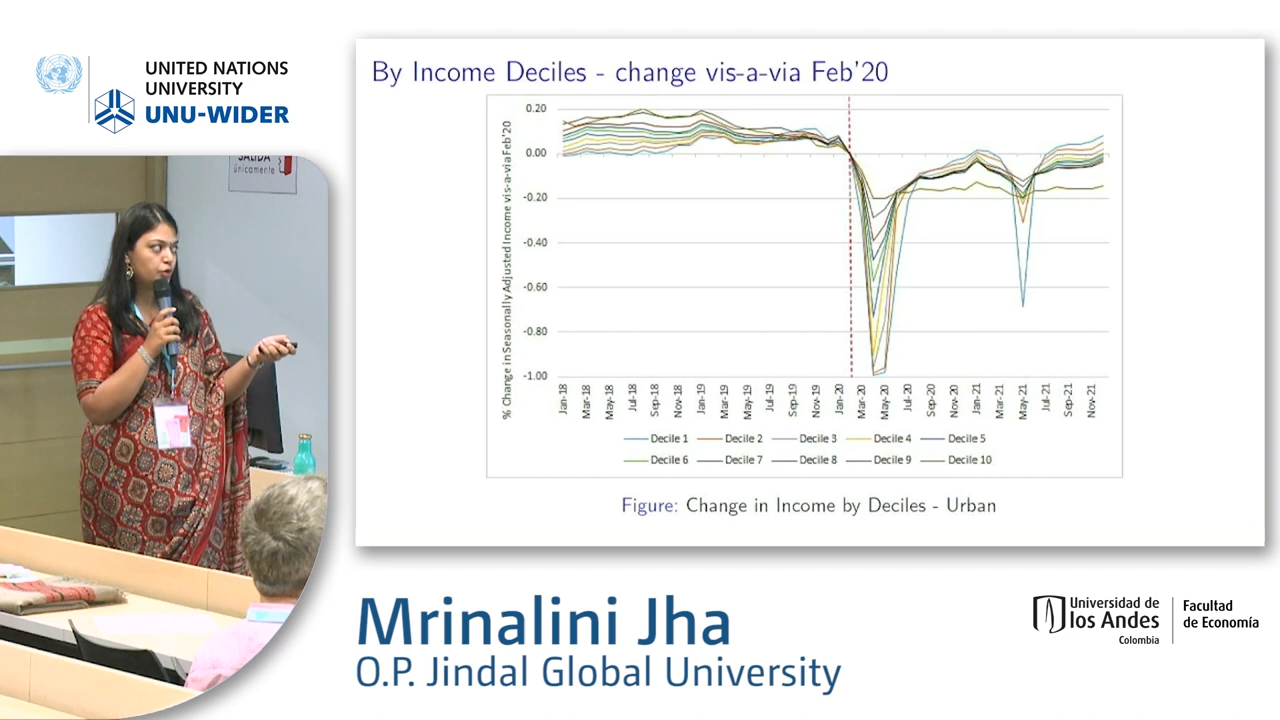 UNITED NATIONS
UNIVERSITY
UNU-WIDER
SALIDA
únicamente
By Income Deciles - change vis-a-via Feb'20
% Change in Seasonally Adjusted Income vis-a-via Feb'20
0.20
0.00
-0.20
-0.40
-0.60
-0.80
-1.00
Jan-18 Mar-18 May-18 Jul-18 Sep-18 Nov-18 Jan-19 Mar-19 May-19 Jul-19 Sep-19 Nov-19 Jan-20 Mar-20 May-20 Jul-20 Sep-20 Nov-20 Jan-21 Mar-21 May-21 Jul-21 Sep-21 Nov-21
Decile 1 Decile 2 Decile 3 Decile 4 Decile 5
Decile 6 Decile 7 Decile 8 Decile 9 Decile 10
Figure: Change in Income by Deciles - Urban
Mrinalini Jha
O.P. Jindal Global University
Universidad de
los Andes
Colombia
Facultad
de Economía